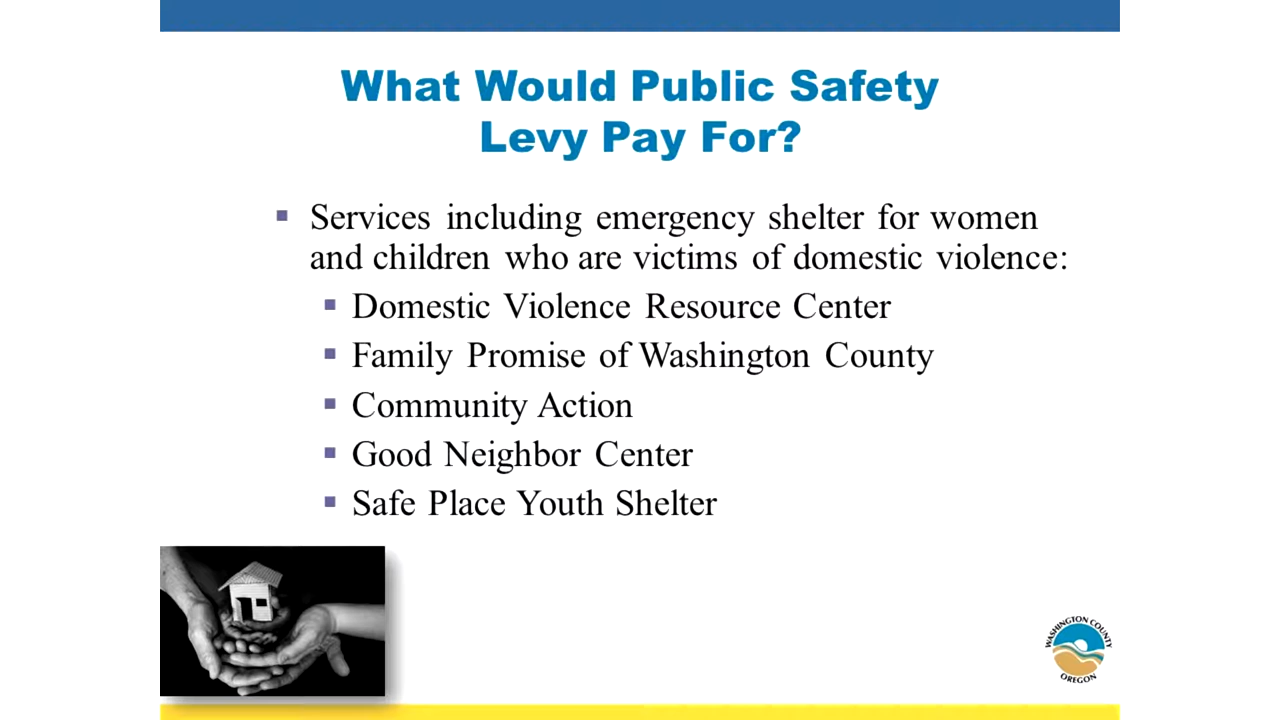 What Would Public Safety
Levy Pay For?
▪ Services including emergency shelter for women
and children who are victims of domestic violence:
▪ Domestic Violence Resource Center
▪ Family Promise of Washington County
▪ Community Action
▪ Good Neighbor Center
▪ Safe Place Youth Shelter
WASHINGTON COUNTY
OREGON